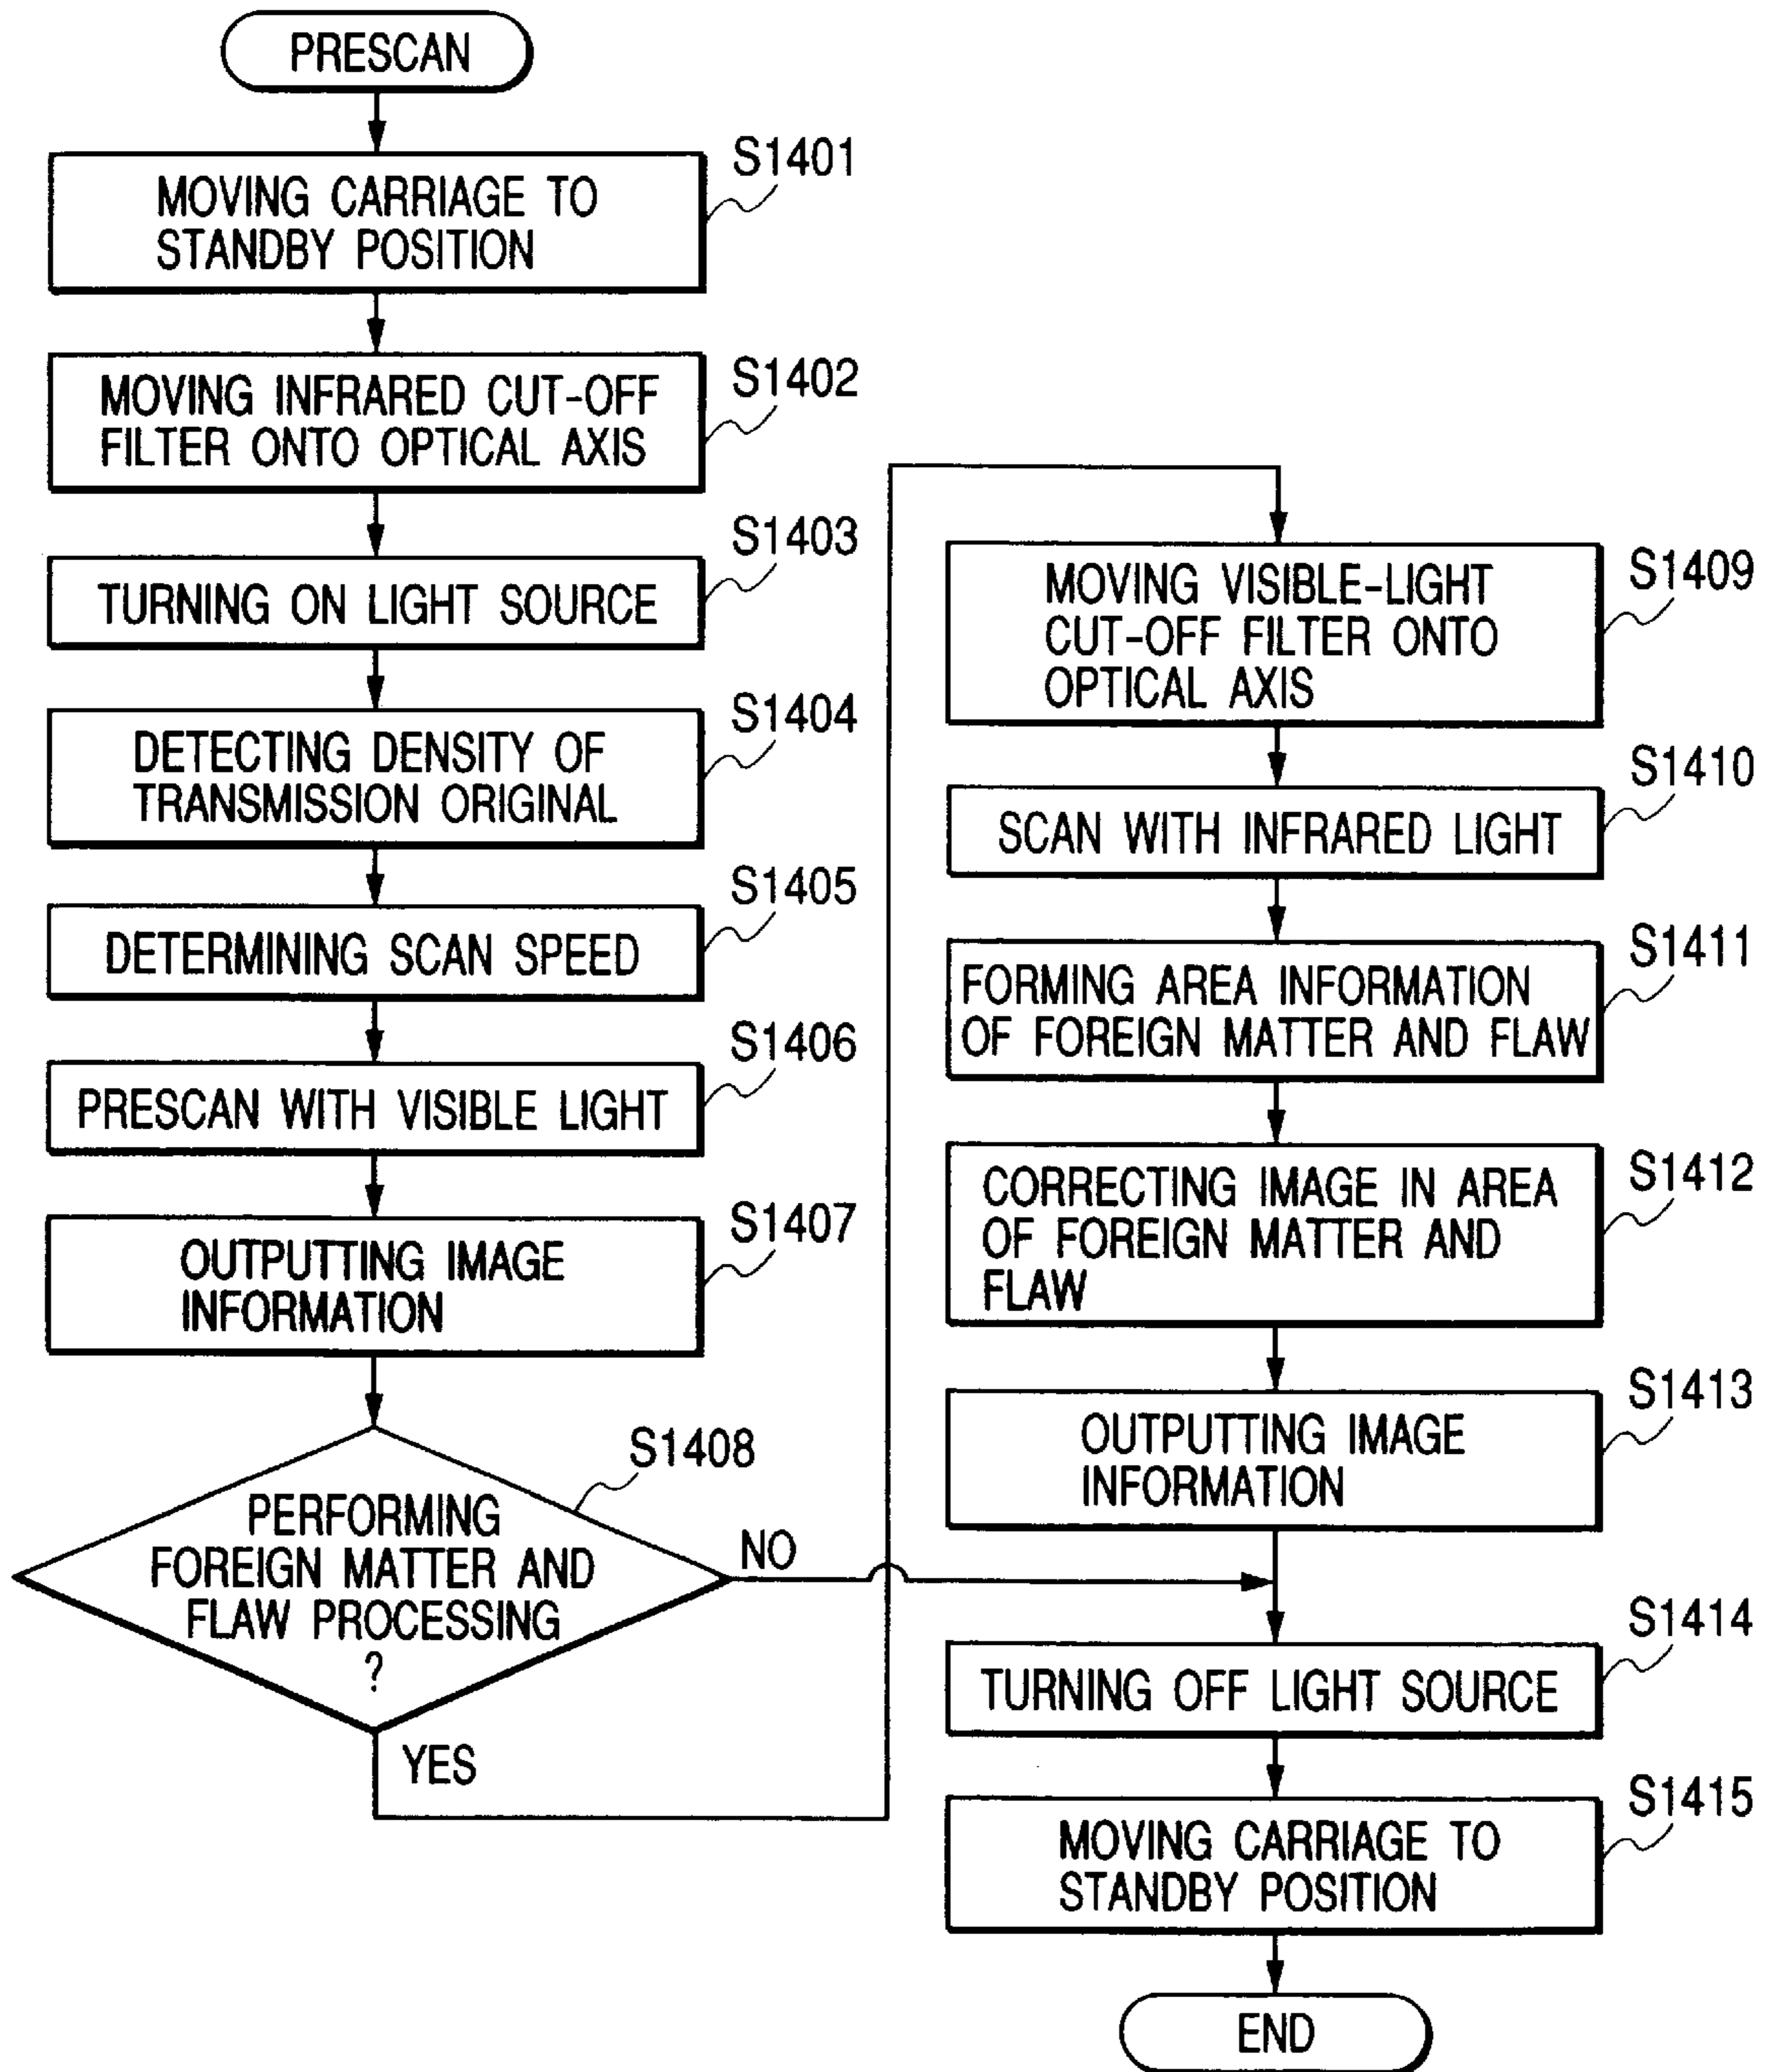 PRESCAN
S1401
MOVING CARRIAGE TO
STANDBY POSITION
S1402
MOVING INFRARED CUT-OFF
FILTER ONTO OPTICAL AXIS
S1403
TURNING ON LIGHT SOURCE
S1404
DETECTING DENSITY OF
TRANSMISSION ORIGINAL
S1405
DETERMINING SCAN SPEED
S1406
PRESCAN WITH VISIBLE LIGHT
S1407
OUTPUTTING IMAGE
INFORMATION
S1408
PERFORMING
FOREIGN MATTER AND
FLAW PROCESSING
?
NO
YES
S1409
MOVING VISIBLE-LIGHT
CUT-OFF FILTER ONTO
OPTICAL AXIS
S1410
SCAN WITH INFRARED LIGHT
S1411
FORMING AREA INFORMATION
OF FOREIGN MATTER AND FLAW
S1412
CORRECTING IMAGE IN AREA
OF FOREIGN MATTER AND
FLAW
S1413
OUTPUTTING IMAGE
INFORMATION
S1414
TURNING OFF LIGHT SOURCE
S1415
MOVING CARRIAGE TO
STANDBY POSITION
END